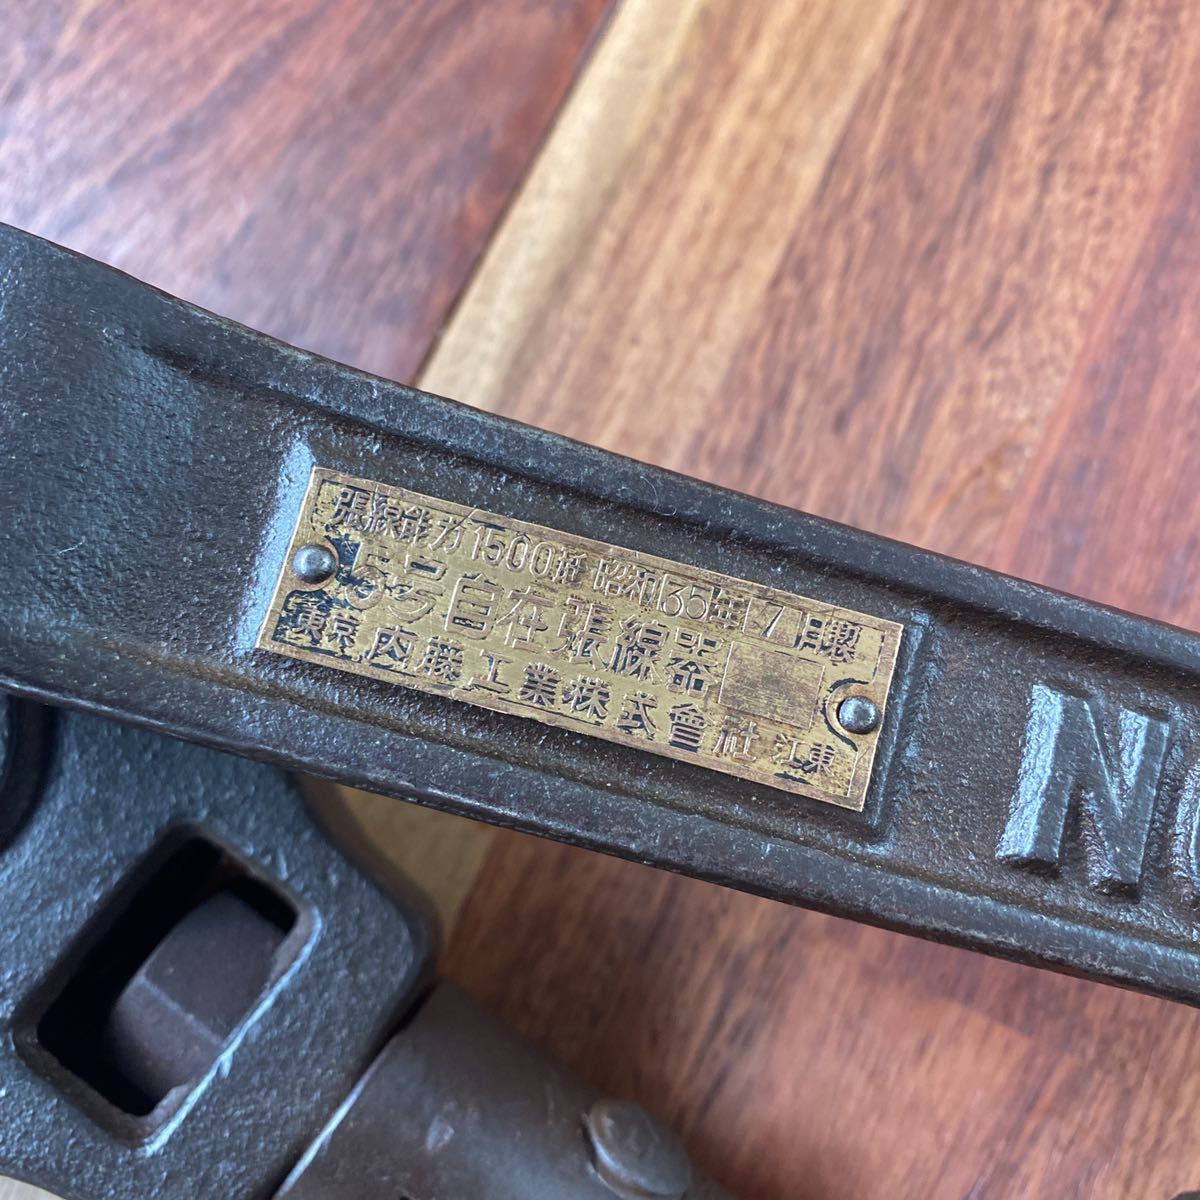 張線能力1500瓩 昭和35年7月製
5号自在張線器
東京 内藤工業株式會社 江東
N